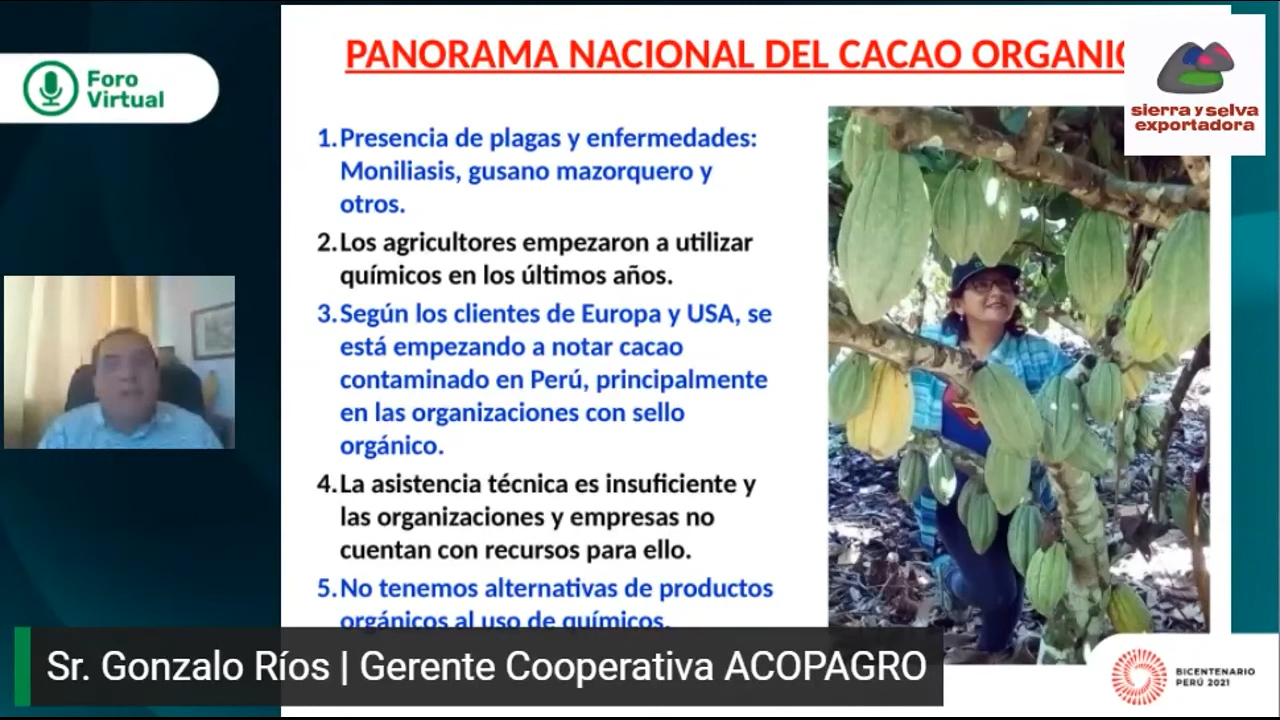 PANORAMA NACIONAL DEL CACAO ORGANIC
Foro
Virtual
sierra y selva
exportadora
1. Presencia de plagas y enfermedades:
Moniliasis, gusano mazorquero y
otros.
2. Los agricultores empezaron a utilizar
químicos en los últimos años.
3. Según los clientes de Europa y USA, se
está empezando a notar cacao
contaminado en Perú, principalmente
en las organizaciones con sello
orgánico.
4. La asistencia técnica es insuficiente y
las organizaciones y empresas no
cuentan con recursos para ello.
5. No tenemos alternativas de productos
orgánicos al uso de químicos.
Sr. Gonzalo Ríos | Gerente Cooperativa ACOPAGRO
BICENTENARIO
PERÚ 2021